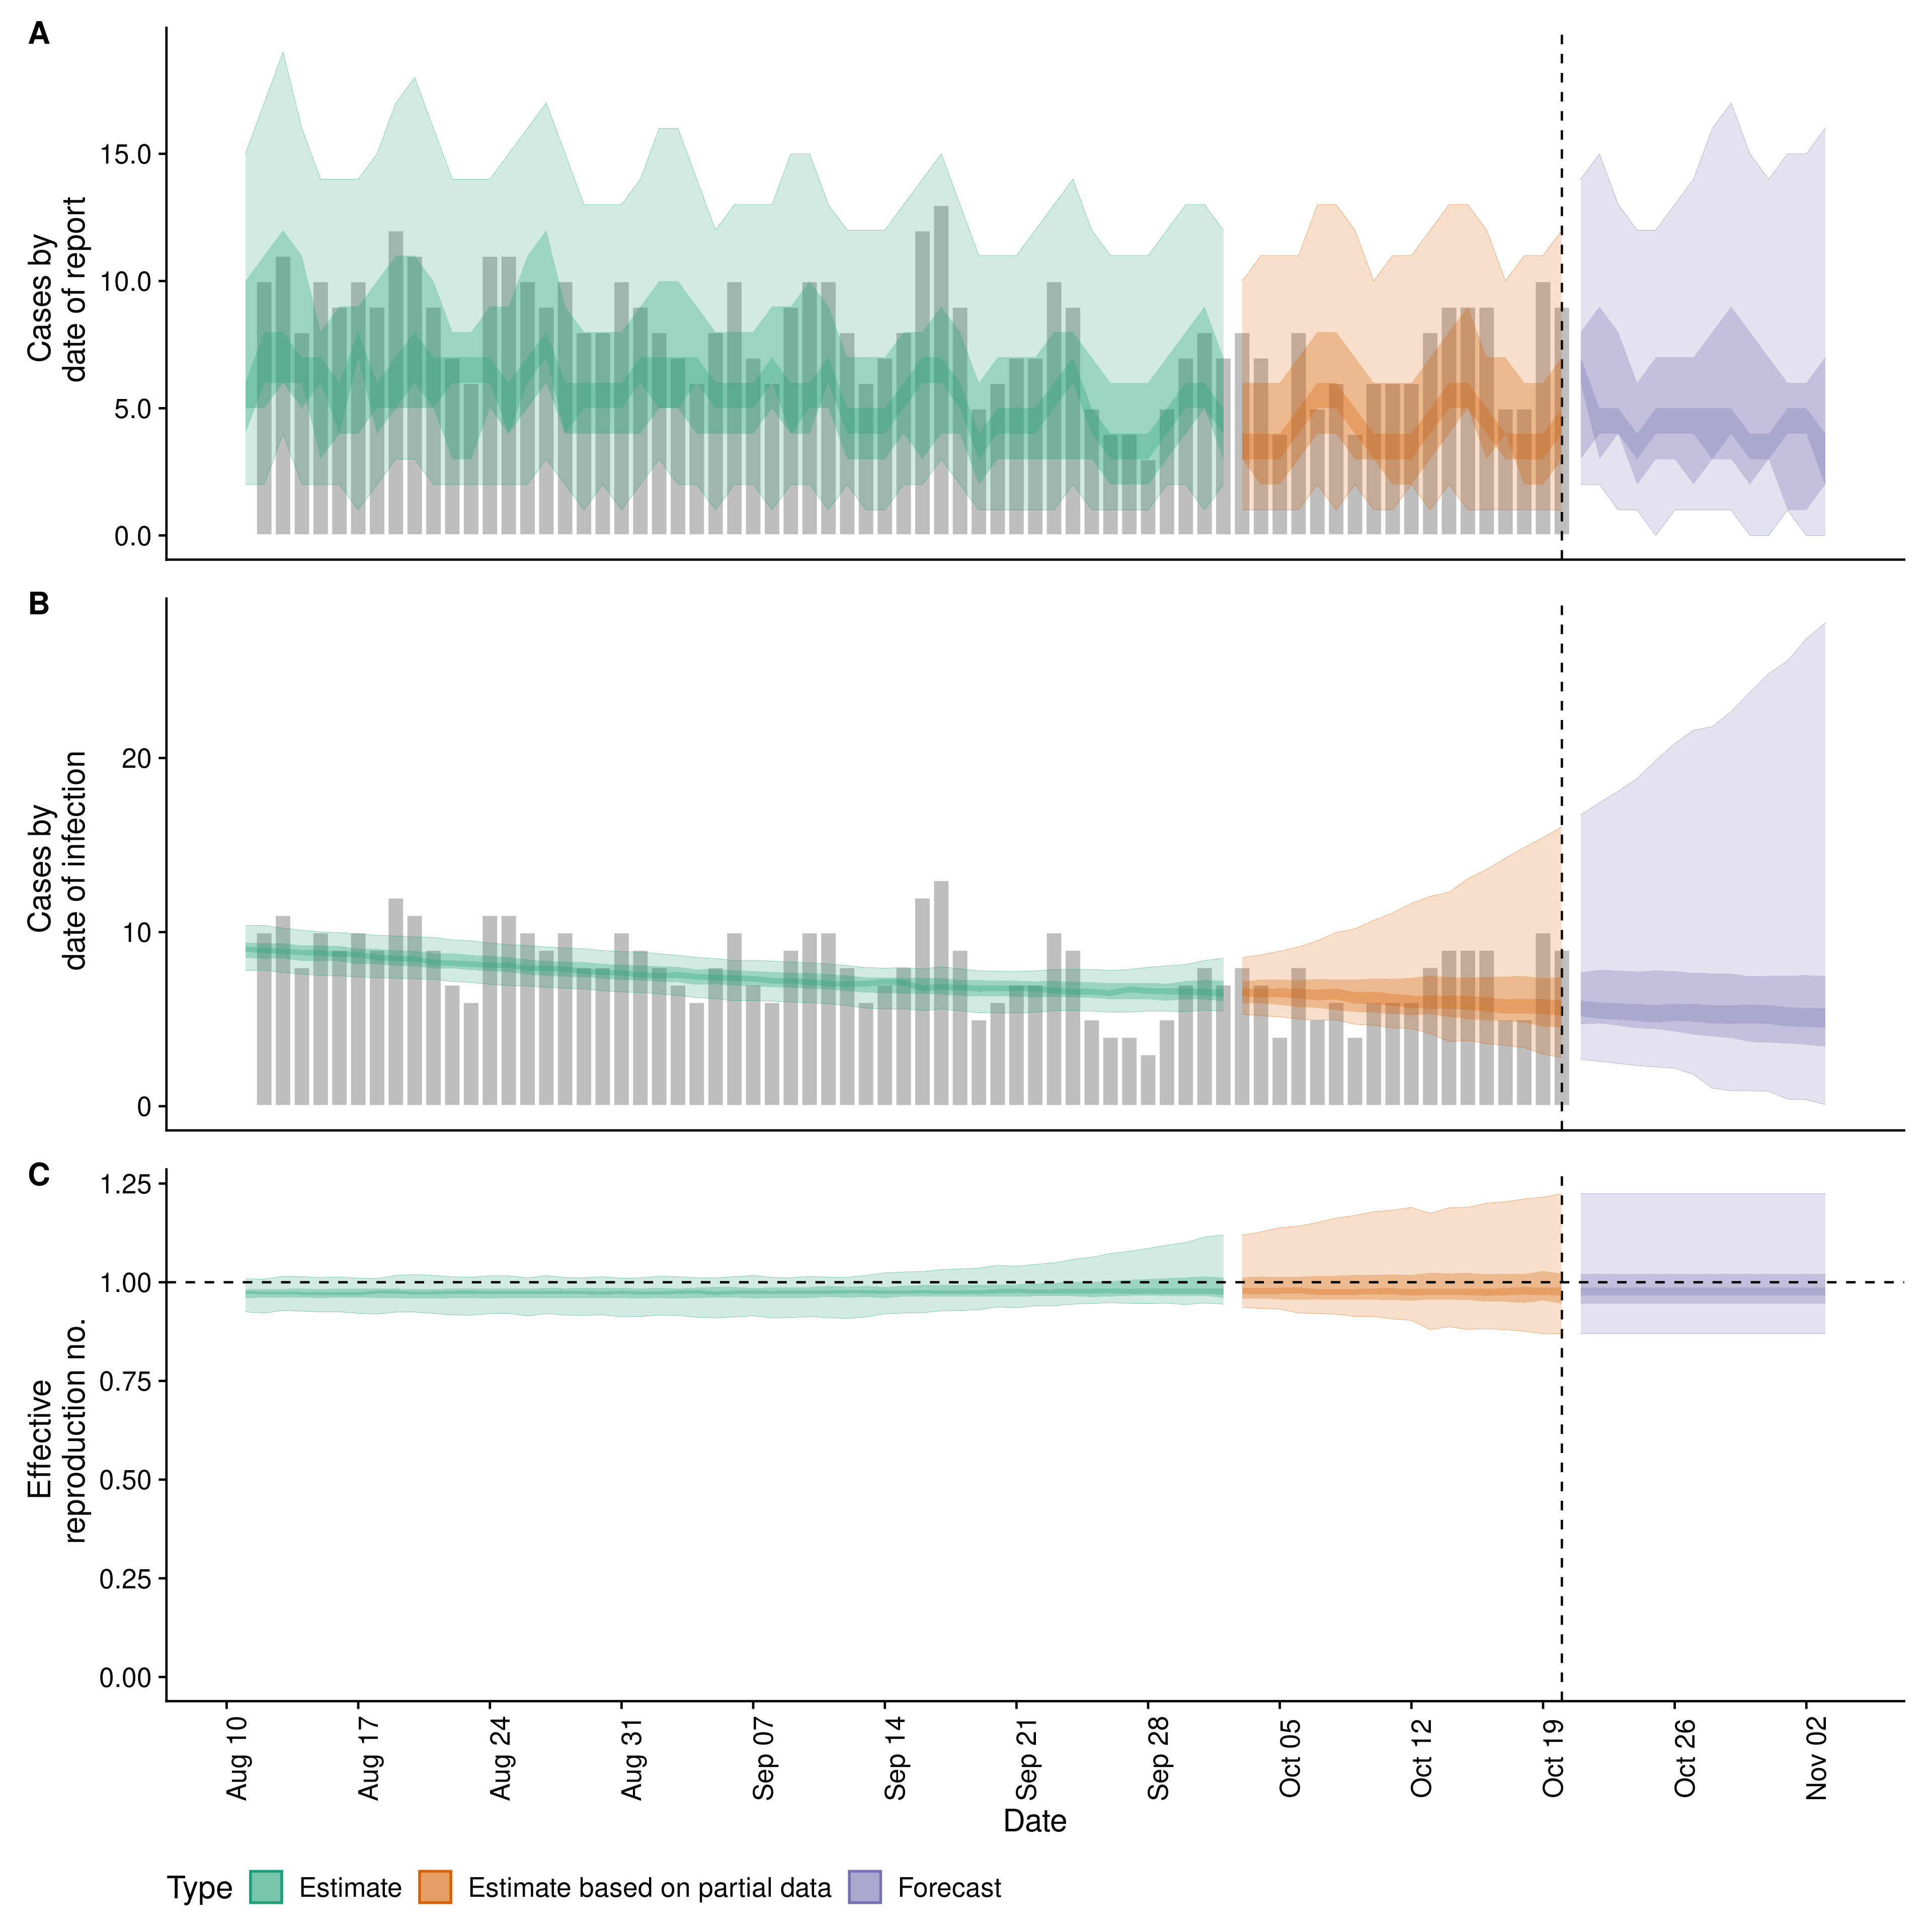 A
Cases by
date of report
15.0
10.0
5.0
0.0
B
Cases by
date of infection
20
10
0
C
Effective
reproduction no.
1.25
1.00
0.75
0.50
0.25
0.00
Aug 10
Aug 17
Aug 24
Aug 31
Sep 07
Sep 14
Sep 21
Sep 28
Oct 05
Oct 12
Oct 19
Oct 26
Nov 02
Date
Type Estimate Estimate based on partial data Forecast